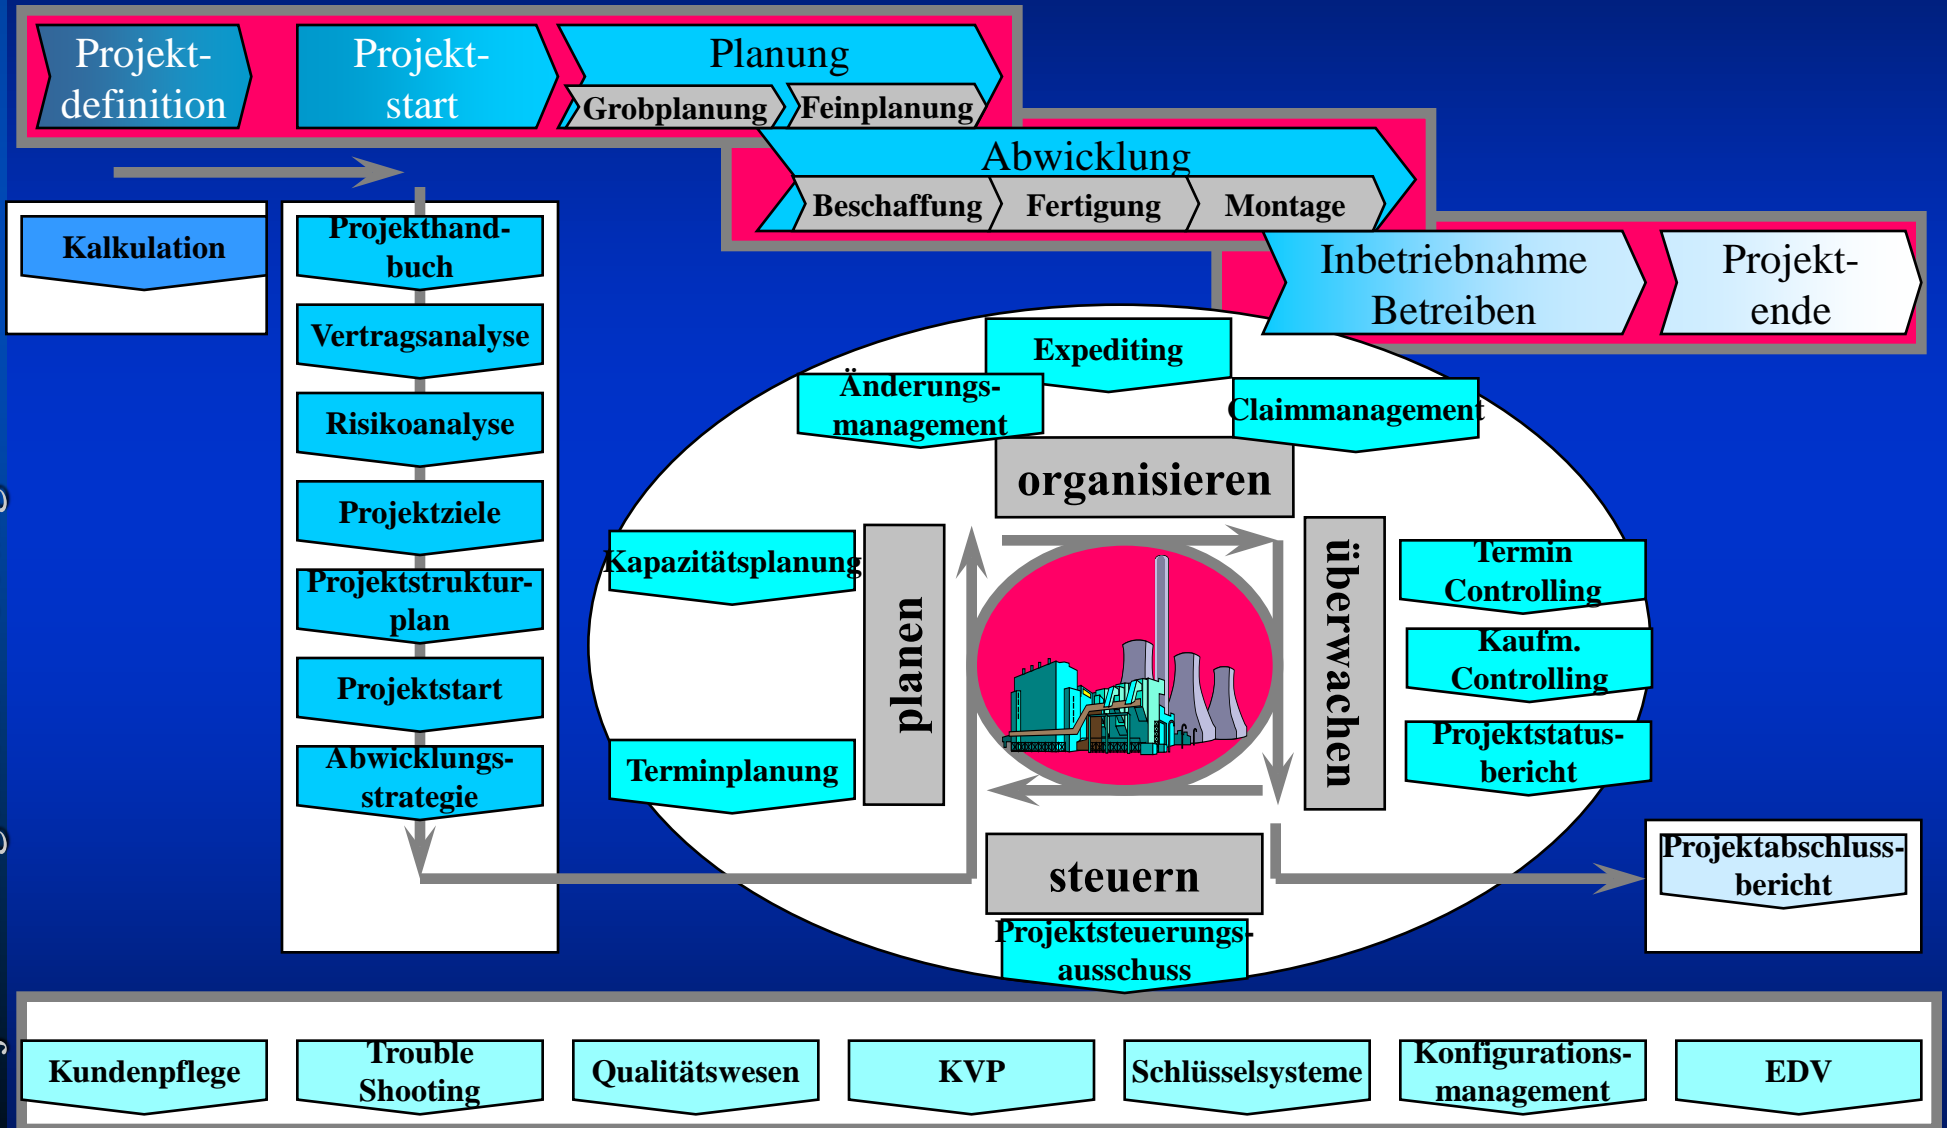 Projekt-
definition
Projekt-
start
Planung
Grobplanung
Feinplanung
Abwicklung
Beschaffung
Fertigung
Montage
Inbetriebnahme
Betreiben
Projekt-
ende
Kalkulation
Projekthand-
buch
Vertragsanalyse
Risikoanalyse
Projektziele
Projektstruktur-
plan
Projektstart
Abwicklungs-
strategie
Expediting
Änderungs-
management
Claimmanagement
organisieren
Kapazitätsplanung
planen
Terminplanung
überwachen
Termin
Controlling
Kaufm.
Controlling
Projektstatus-
bericht
steuern
Projektsteuerungs-
ausschuss
Projektabschluss-
bericht
Kundenpflege
Trouble
Shooting
Qualitätswesen
KVP
Schlüsselsysteme
Konfigurations-
management
EDV